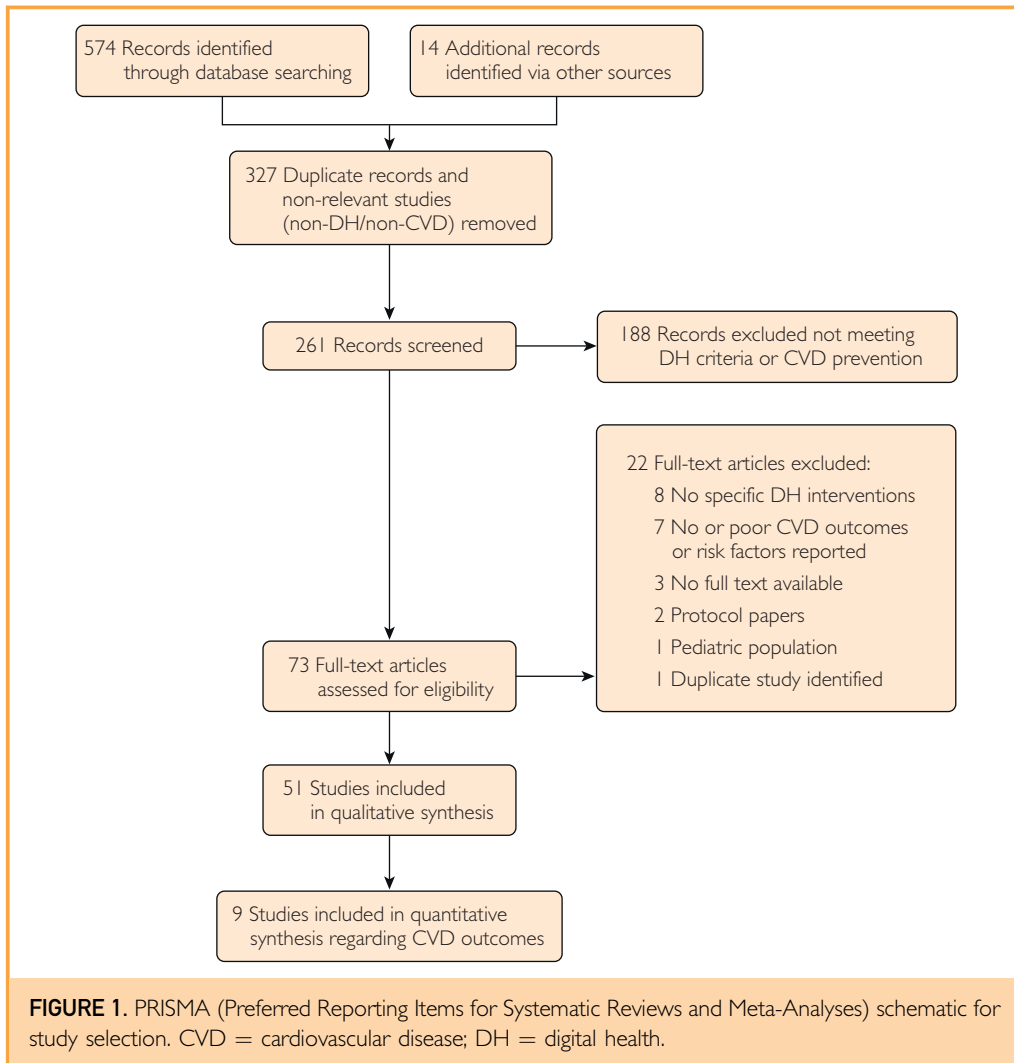 574 Records identified
through database searching
14 Additional records
identified via other sources
327 Duplicate records and
non-relevant studies
(non-DH/non-CVD) removed
261 Records screened
188 Records excluded not meeting
DH criteria or CVD prevention
22 Full-text articles excluded:
8 No specific DH interventions
7 No or poor CVD outcomes
or risk factors reported
3 No full text available
2 Protocol papers
1 Pediatric population
1 Duplicate study identified
73 Full-text articles
assessed for eligibility
51 Studies included
in qualitative synthesis
9 Studies included in quantitative
synthesis regarding CVD outcomes
FIGURE 1. PRISMA (Preferred Reporting Items for Systematic Reviews and Meta-Analyses) schematic for
study selection. CVD = cardiovascular disease; DH = digital health.